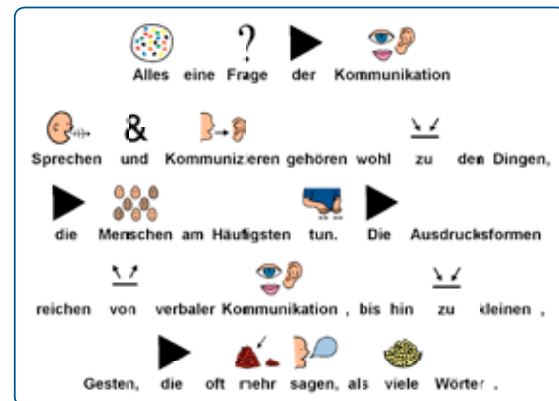 Alles eine Frage der Kommunikation
Sprechen und Kommunizieren gehören wohl zu den Dingen,
die Menschen am Häufigsten tun. Die Ausdrucksformen
reichen von verbaler Kommunikation , bis hin zu kleinen ,
Gesten, die oft mehr sagen, als viele Wörter .